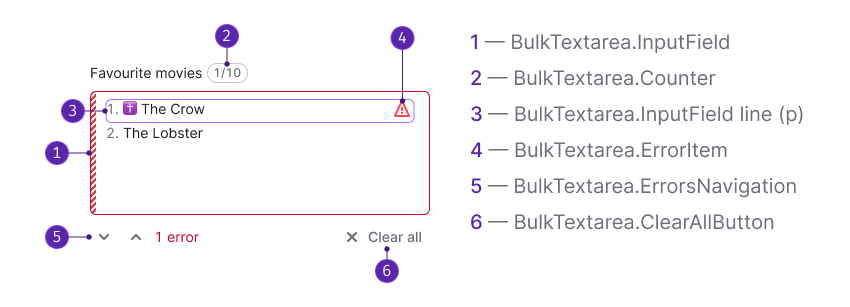 2
4
Favourite movies 1/10
3
1. ✝️ The Crow
2. The Lobster
1
5
1 error
Clear all
6
1 — BulkTextarea.InputField
2 — BulkTextarea.Counter
3 — BulkTextarea.InputField line (p)
4 — BulkTextarea.ErrorItem
5 — BulkTextarea.ErrorsNavigation
6 — BulkTextarea.ClearAllButton